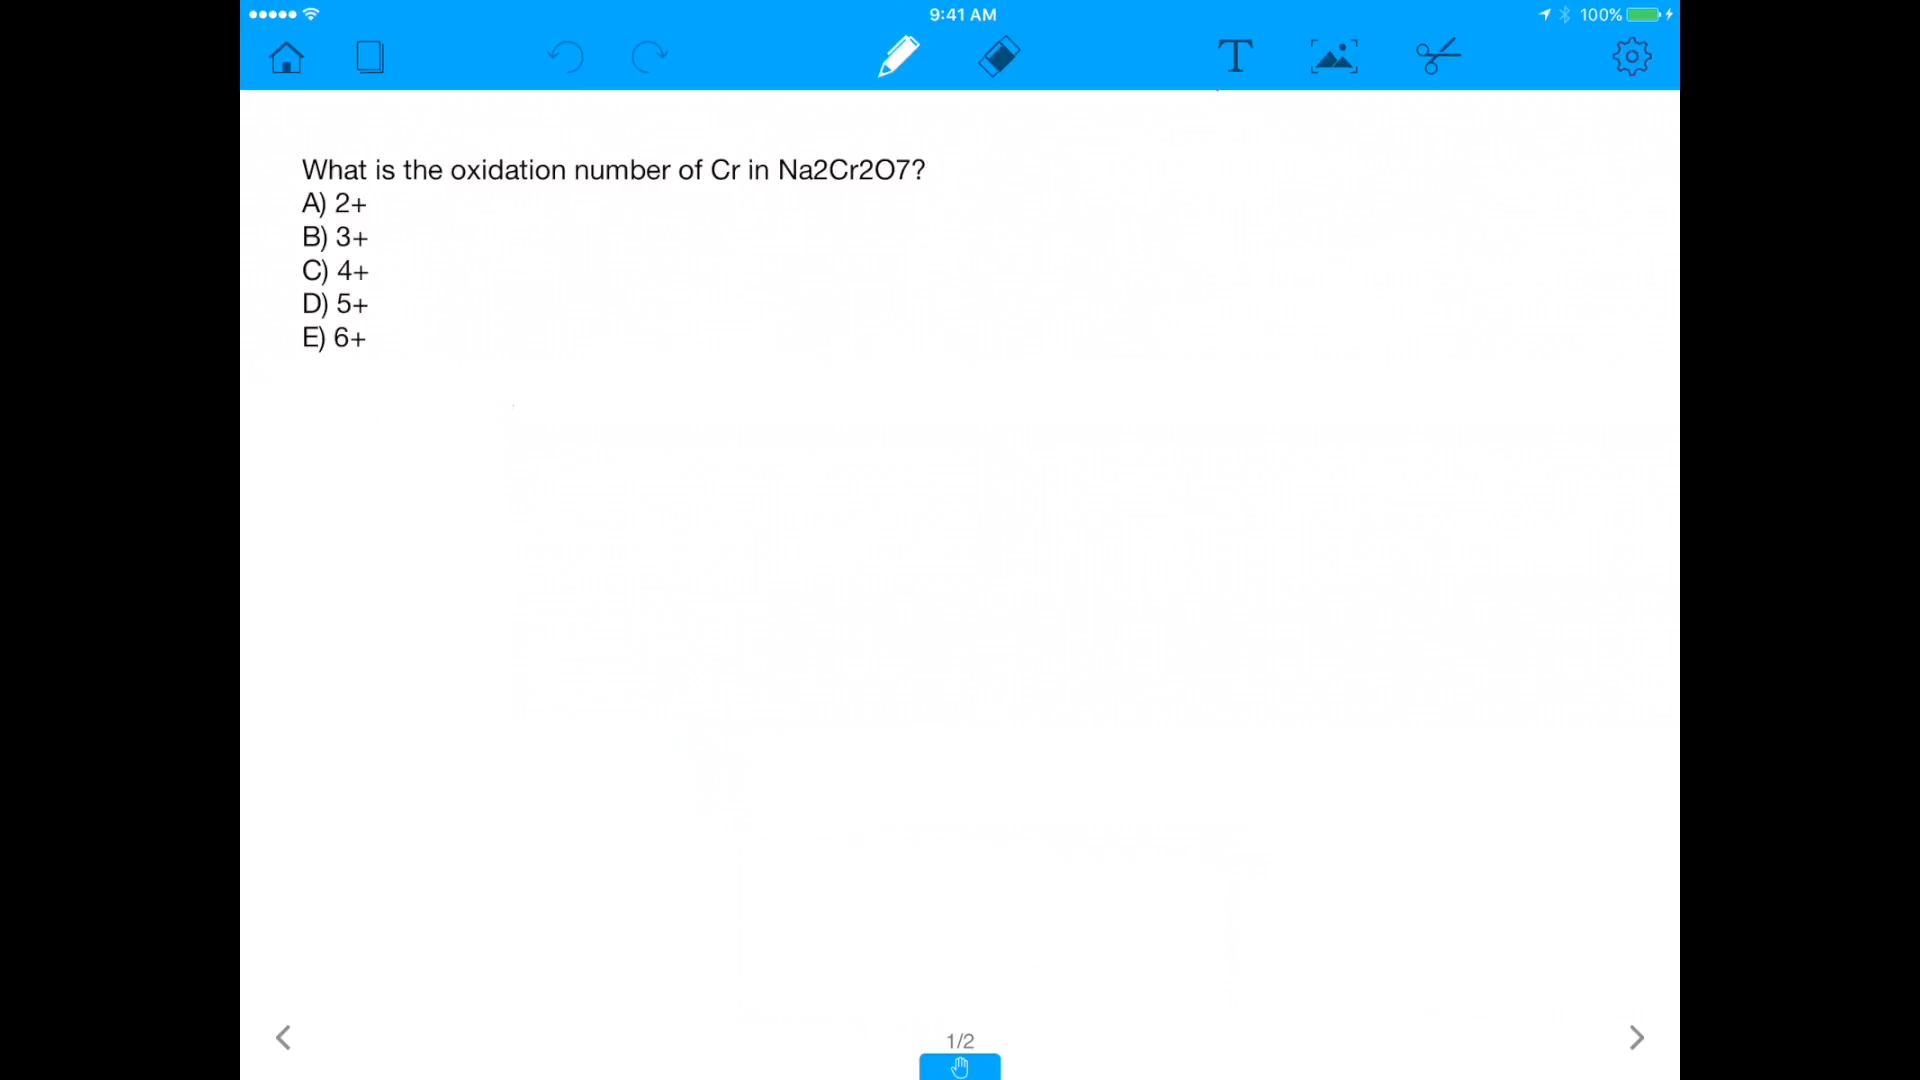 9:41 AM
100%
T
What is the oxidation number of Cr in Na2Cr2O7?
A) 2+
B) 3+
C) 4+
D) 5+
E) 6+
1/2